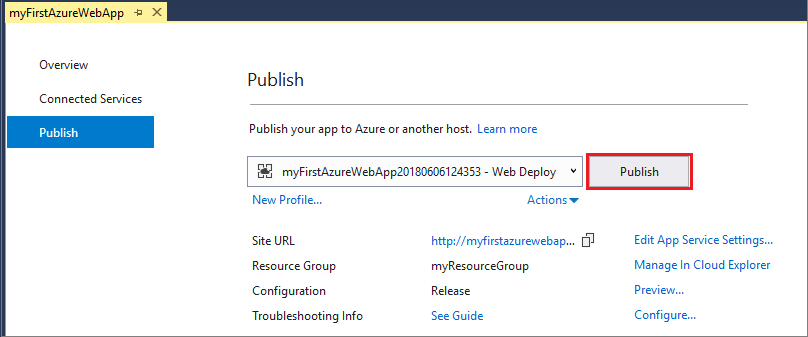 myFirstAzureWebApp
Overview
Connected Services
Publish
Publish
Publish your app to Azure or another host. Learn more
myFirstAzureWebApp20180606124353 - Web Deploy
Publish
New Profile...
Actions
Site URL http://myfirstazurewebap... Edit App Service Settings...
Resource Group myResourceGroup Manage In Cloud Explorer
Configuration Release Preview...
Troubleshooting Info See Guide Configure...